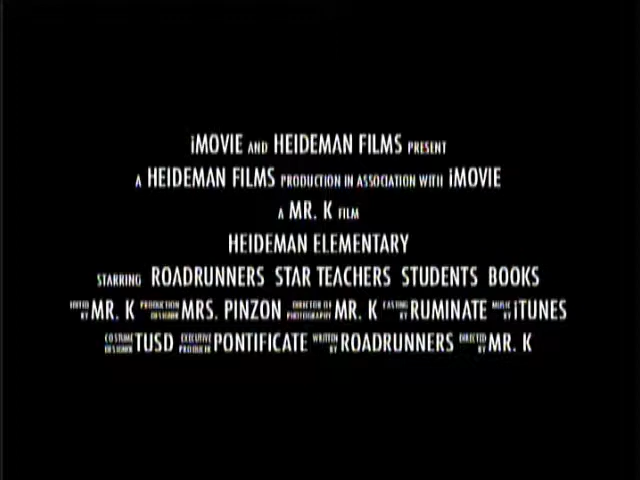 iMOVIE AND HEIDEMAN FILMS PRESENT
A HEIDEMAN FILMS PRODUCTION IN ASSOCIATION WITH iMOVIE
A MR. K FILM
HEIDEMAN ELEMENTARY
STARRING ROADRUNNERS STAR TEACHERS STUDENTS BOOKS
EDITED BY MR. K PRODUCTION DESIGNER MRS. PINZON DIRECTOR OF PHOTOGRAPHY MR. K CASTING BY RUMINATE MUSIC BY iTUNES
COSTUME DESIGNER TUSD EXECUTIVE PRODUCER PONTIFICATE WRITTEN BY ROADRUNNERS DIRECTED BY MR. K